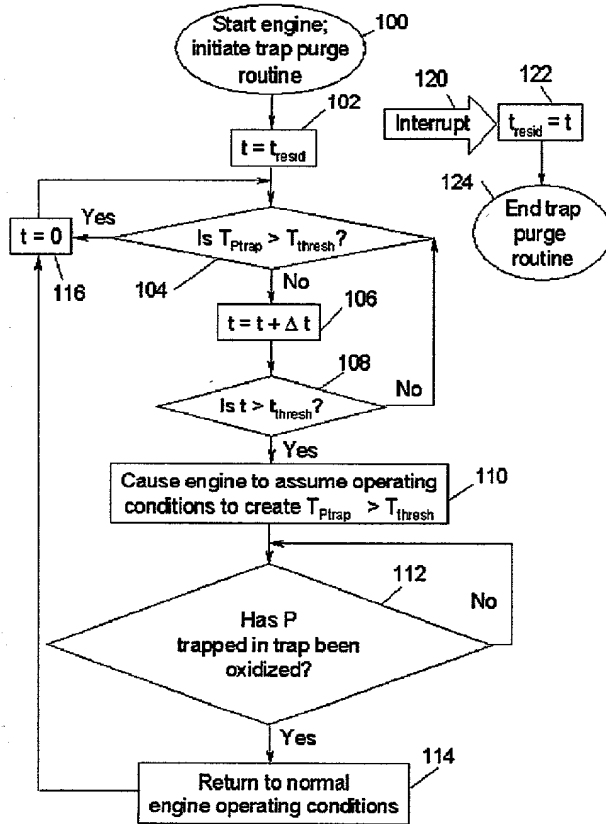 Start engine;
initiate trap purge
routine
100
102
t = t_resid
120
Interrupt
122
t_resid = t
124
End trap
purge
routine
Yes
t = 0
116
Is T_Ptrap > T_thresh?
104
No
106
t = t + Δ t
108
Is t > t_thresh?
No
Yes
Cause engine to assume operating
conditions to create T_Ptrap > T_thresh
110
112
Has P
trapped in trap been
oxidized?
No
Yes
Return to normal
engine operating conditions
114